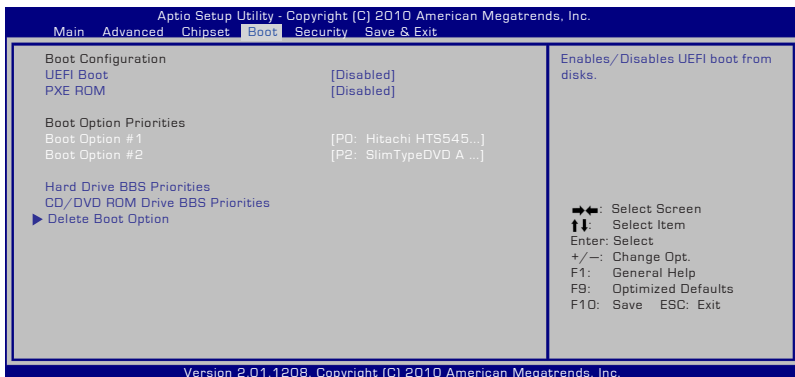 Aptio Setup Utility - Copyright (C) 2010 American Megatrends, Inc.
Main Advanced Chipset Boot Security Save & Exit
Boot Configuration
UEFI Boot [Disabled]
PXE ROM [Disabled]
Boot Option Priorities
Boot Option #1 [P0: Hitachi HTS545...]
Boot Option #2 [P2: SlimTypeDVD A ...]
Hard Drive BBS Priorities
CD/DVD ROM Drive BBS Priorities
Delete Boot Option
Enables/Disables UEFI boot from
disks.
: Select Screen
: Select Item
Enter: Select
+/—: Change Opt.
F1: General Help
F9: Optimized Defaults
F10: Save ESC: Exit
Version 2.01.1208. Copyright (C) 2010 American Megatrends, Inc.